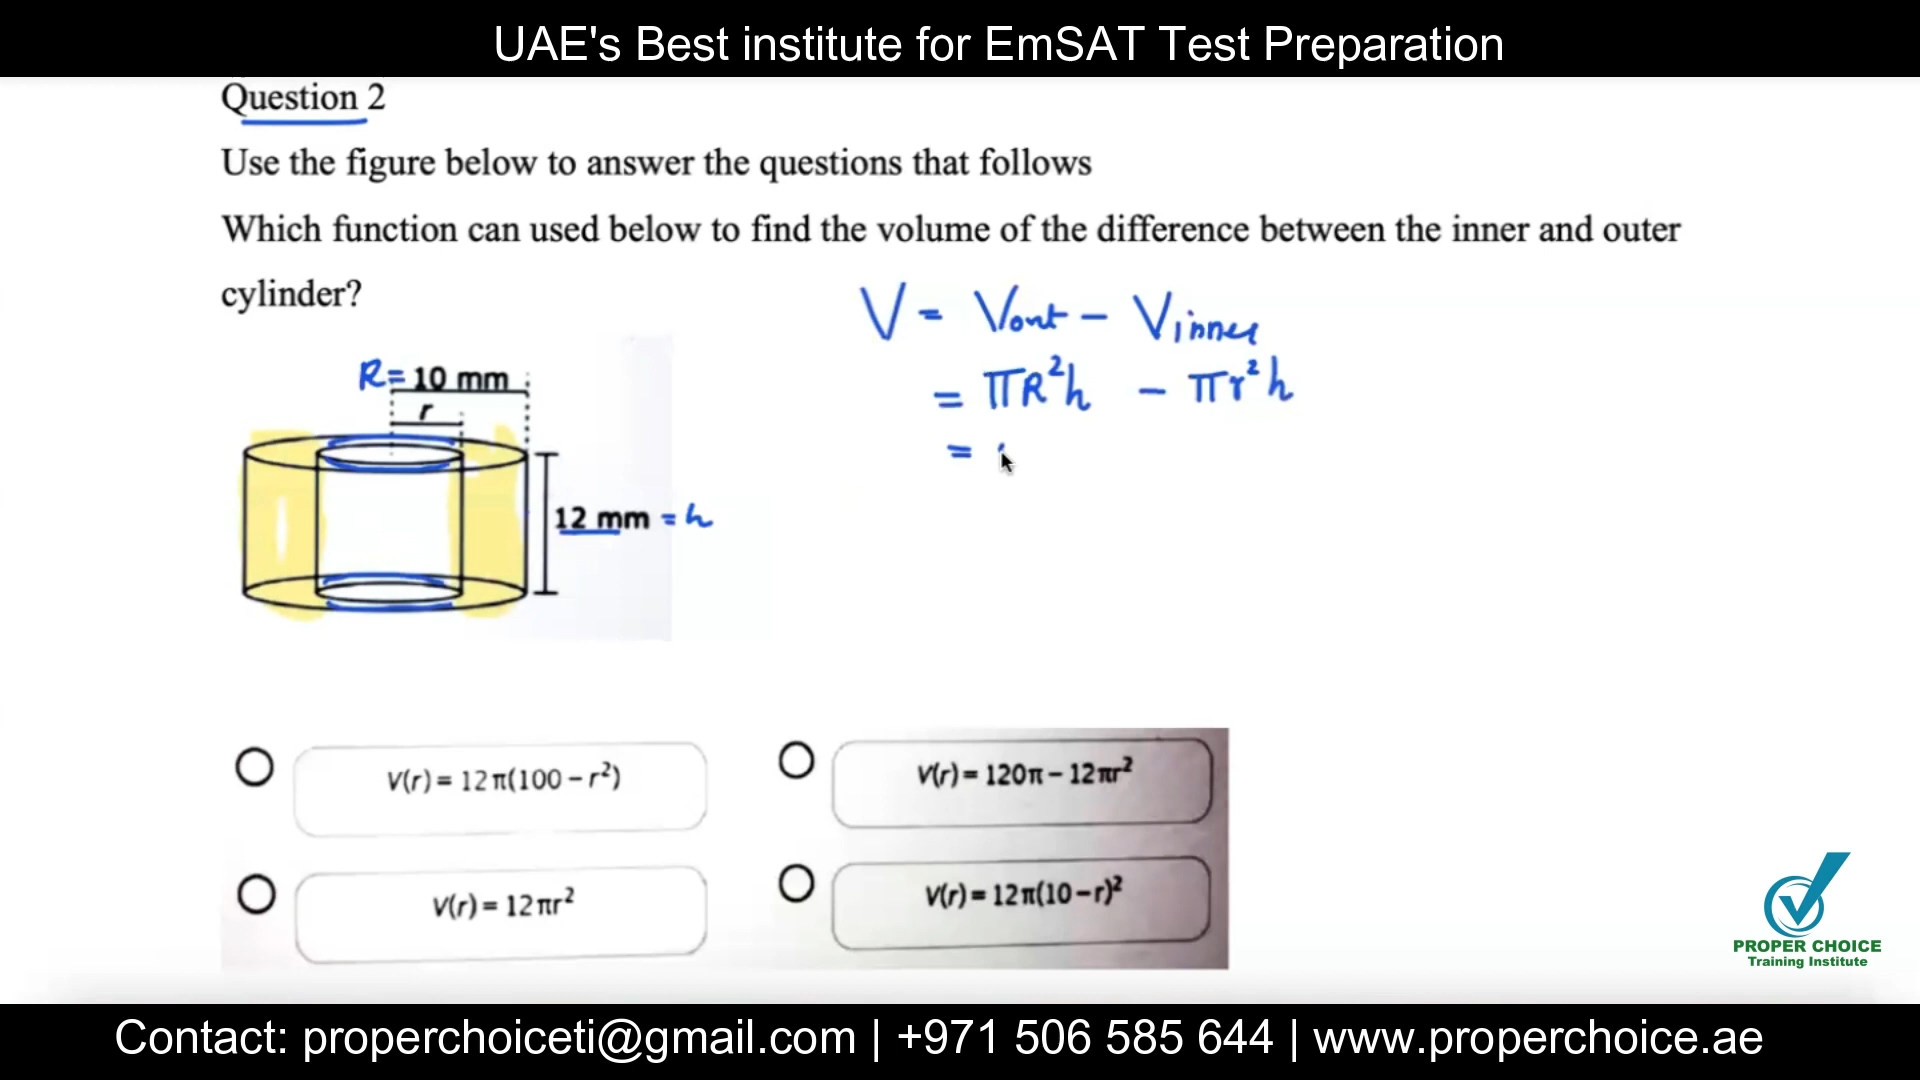 UAE's Best institute for EmSAT Test Preparation
Question 2
Use the figure below to answer the questions that follows
Which function can used below to find the volume of the difference between the inner and outer
cylinder?
V = Vout - Vinner
= πR²h - πr²h
=
R= 10 mm
r
12 mm = h
V(r) = 12π(100 – r²)
V(r) = 120π – 12πr²
V(r) = 12πr²
V(r) = 12π(10 – r)²
PROPER CHOICE
Training Institute
Contact: properchoiceti@gmail.com | +971 506 585 644 | www.properchoice.ae